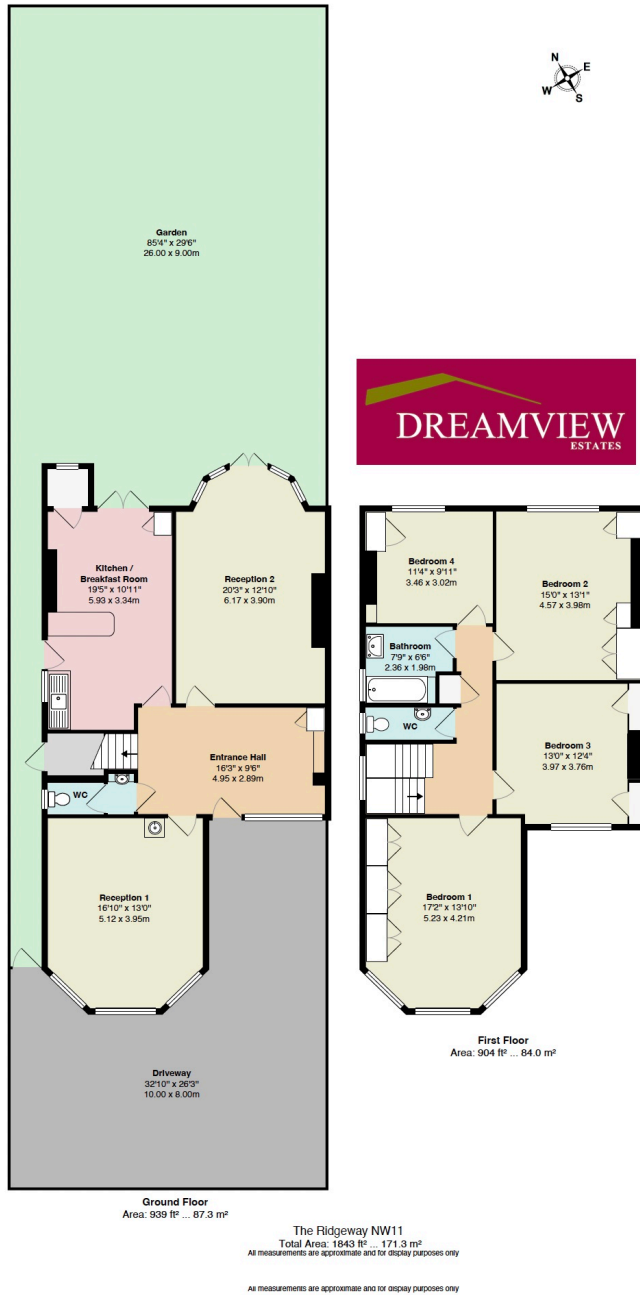 N
E
W
S
Garden
85'4" x 29'6"
26.00 x 9.00m
DREAMVIEW
ESTATES
Kitchen /
Breakfast Room
19'5" x 10'11"
5.93 x 3.34m
Reception 2
20'3" x 12'10"
6.17 x 3.90m
Bedroom 4
11'4" x 9'11"
3.46 x 3.02m
Bedroom 2
15'0" x 13'1"
4.57 x 3.98m
Bathroom
7'9" x 6'6"
2.36 x 1.98m
WC
Entrance Hall
16'3" x 9'6"
4.95 x 2.89m
Bedroom 3
13'0" x 12'4"
3.97 x 3.76m
WC
Reception 1
16'10" x 13'0"
5.12 x 3.95m
Bedroom 1
17'2" x 13'10"
5.23 x 4.21m
First Floor
Area: 904 ft² ... 84.0 m²
Driveway
32'10" x 26'3"
10.00 x 8.00m
Ground Floor
Area: 939 ft² ... 87.3 m²
The Ridgeway NW11
Total Area: 1843 ft² ... 171.3 m²
All measurements are approximate and for display purposes only
All measurements are approximate and for display purposes only